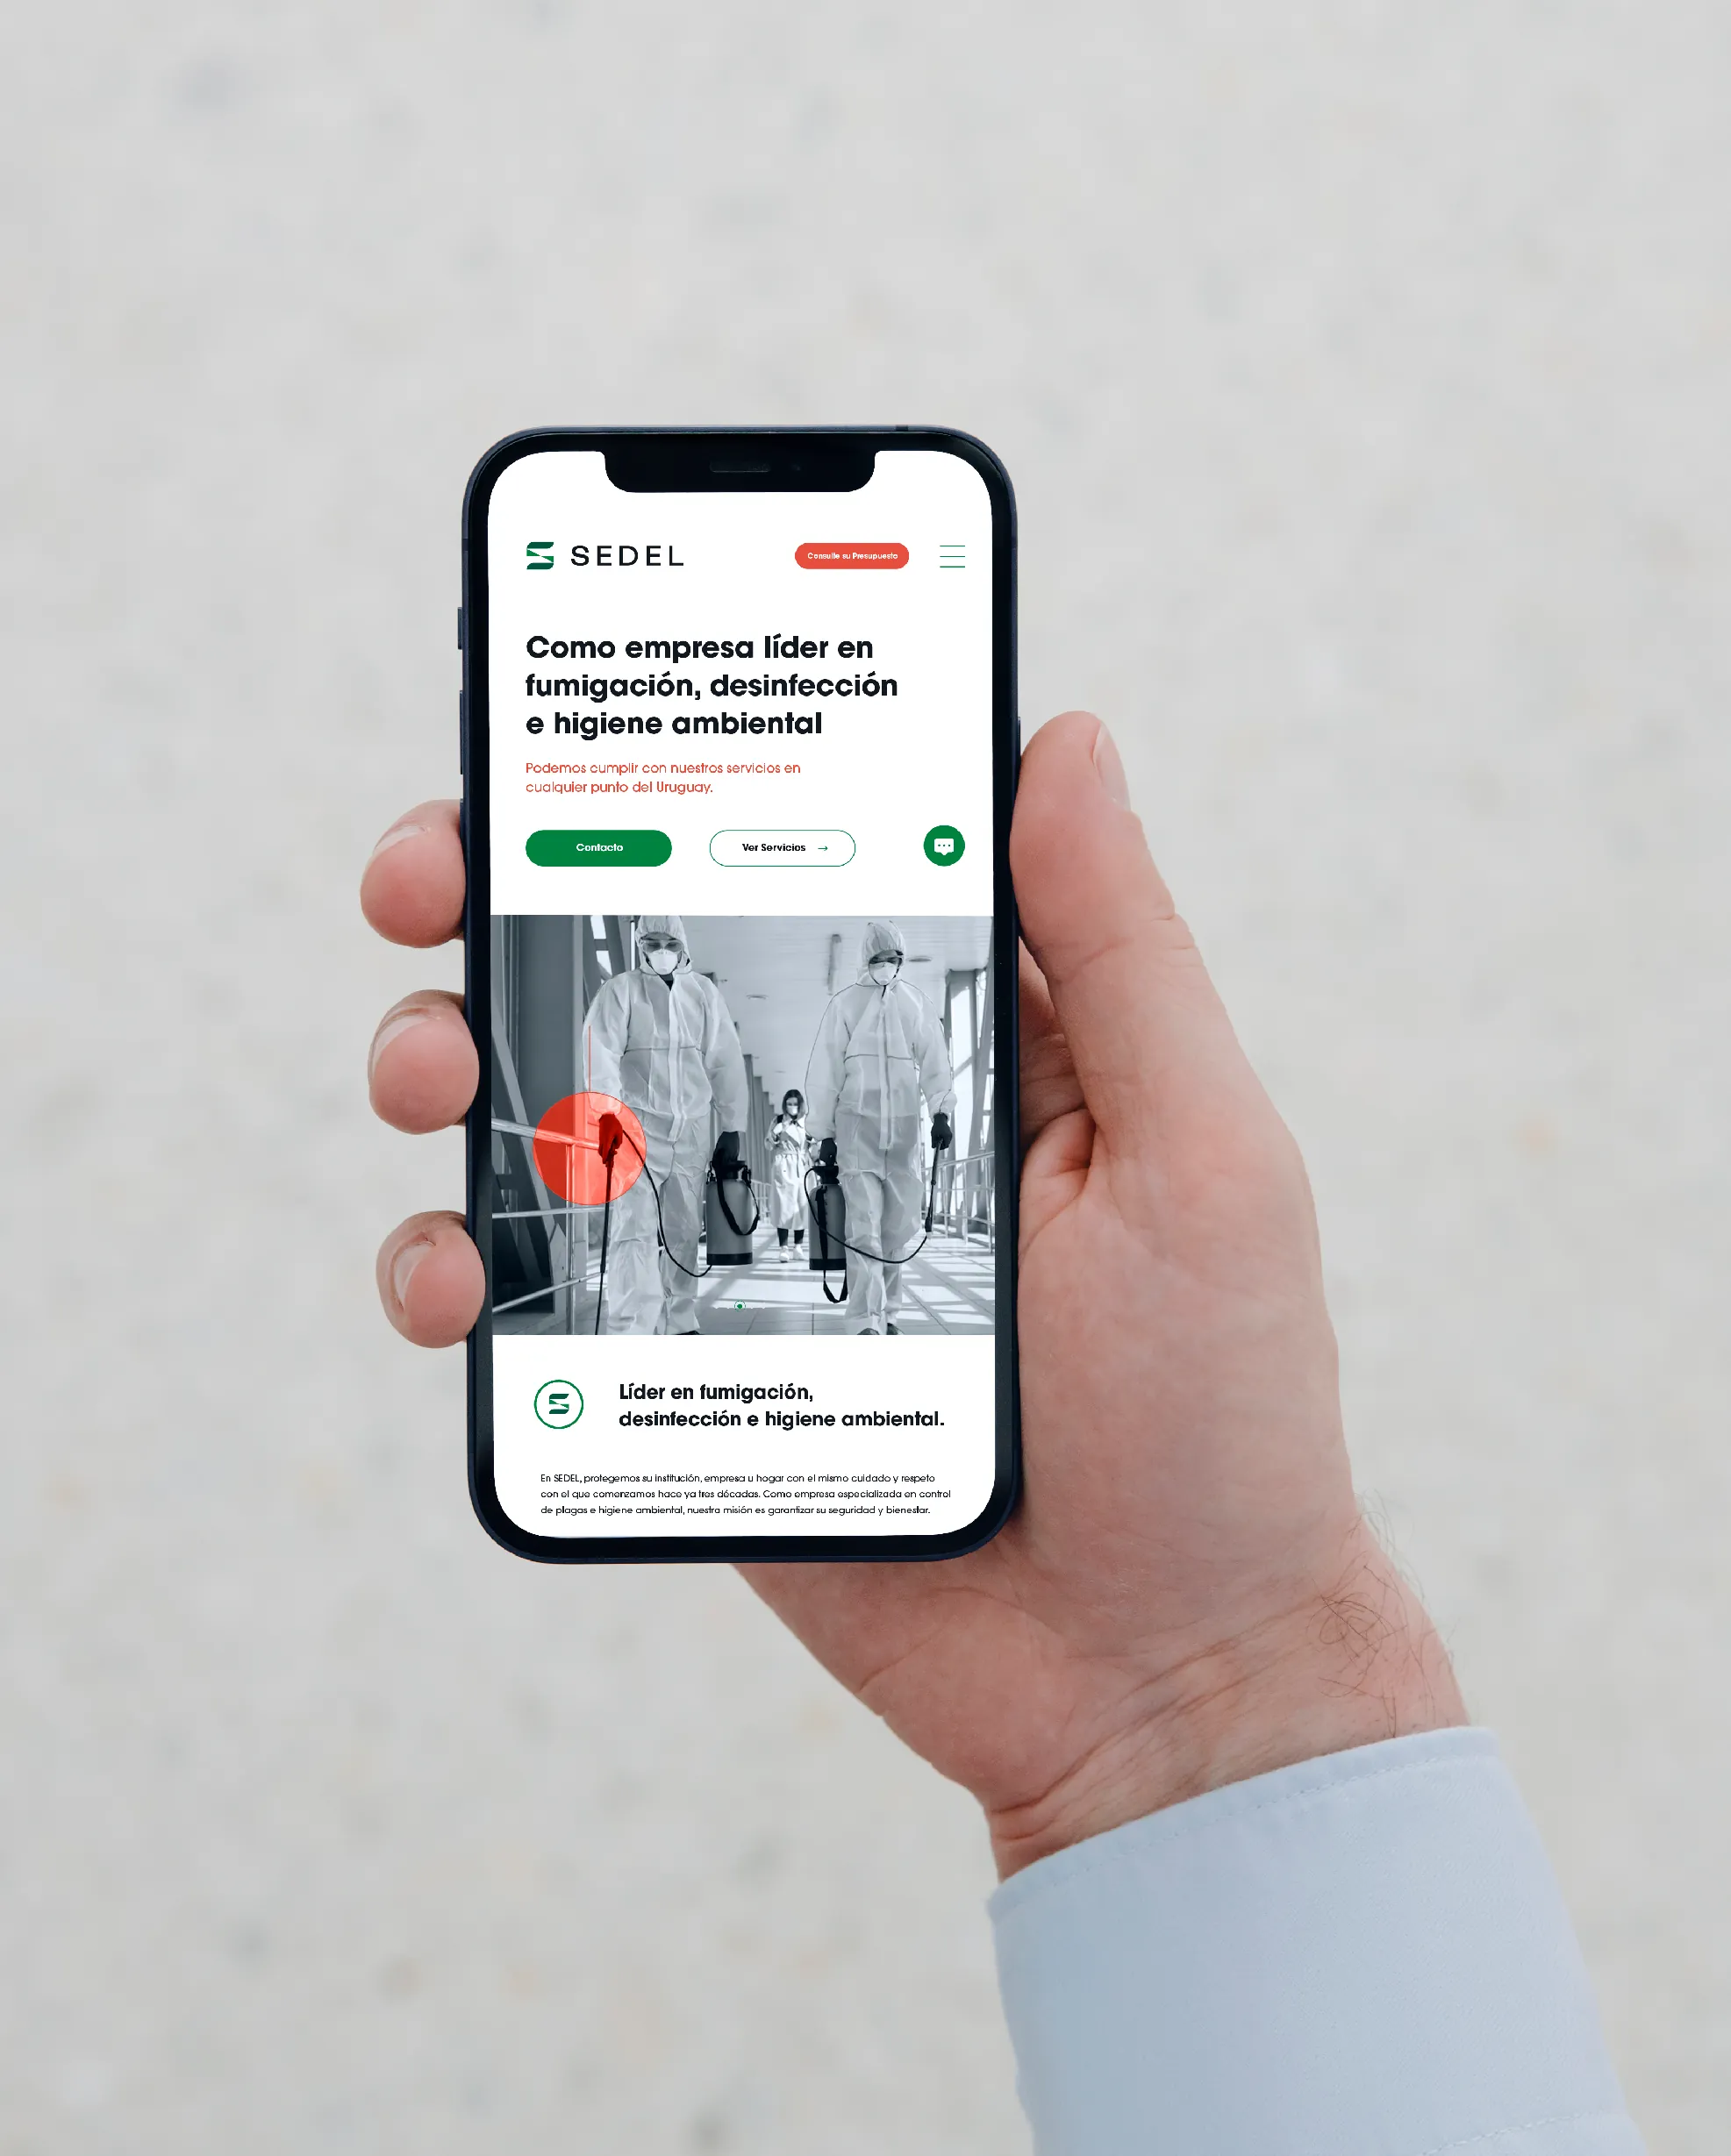 SEDEL
Consulte su Presupuesto
Como empresa líder en
fumigación, desinfección
e higiene ambiental
Podemos cumplir con nuestros servicios en
cualquier punto del Uruguay.
Contacto
Ver Servicios →
Líder en fumigación,
desinfección e higiene ambiental.
En SEDEL, protegemos su institución, empresa u hogar con el mismo cuidado y respeto
con el que comenzamos hace ya tres décadas. Como empresa especializada en control
de plagas e higiene ambiental, nuestra misión es garantizar su seguridad y bienestar.